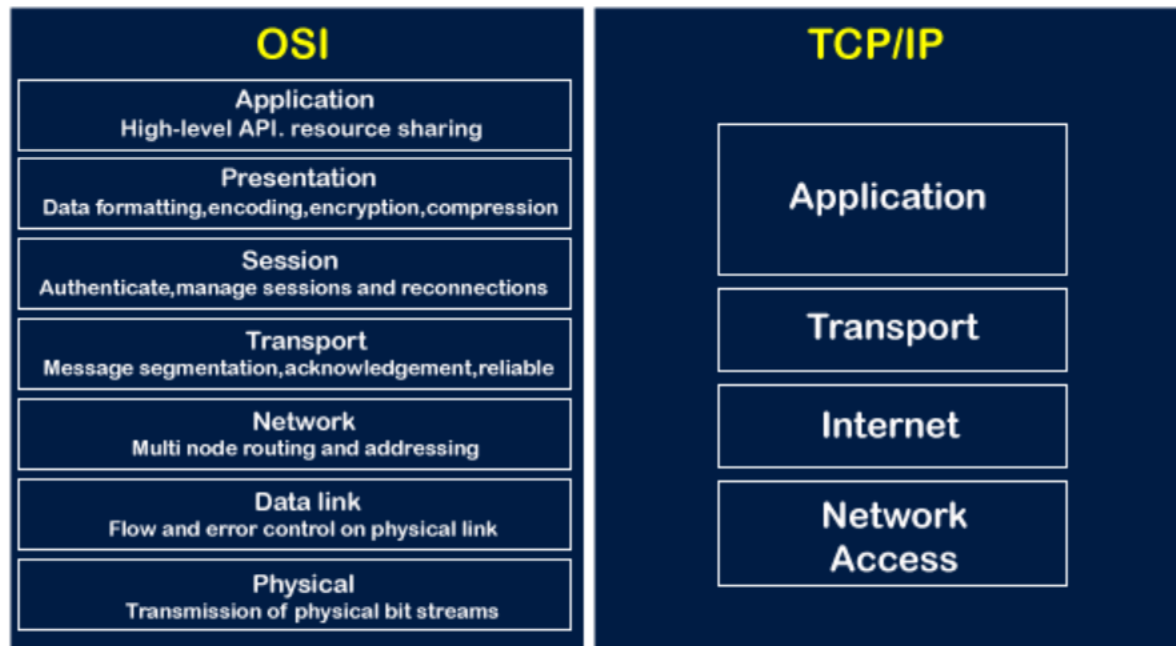 OSI
Application
High-level API. resource sharing
Presentation
Data formatting,encoding,encryption,compression
Session
Authenticate,manage sessions and reconnections
Transport
Message segmentation,acknowledgement,reliable
Network
Multi node routing and addressing
Data link
Flow and error control on physical link
Physical
Transmission of physical bit streams
TCP/IP
Application
Transport
Internet
Network
Access